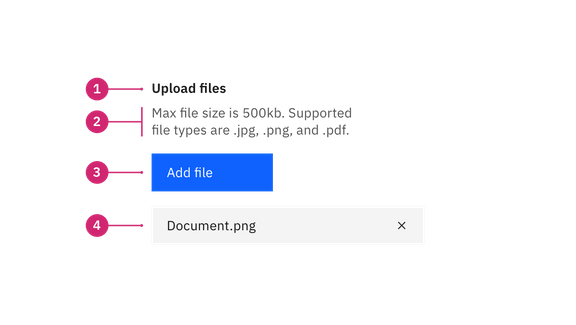 1 Upload files
2 Max file size is 500kb. Supported
file types are .jpg, .png, and .pdf.
3 Add file
4 Document.png ×